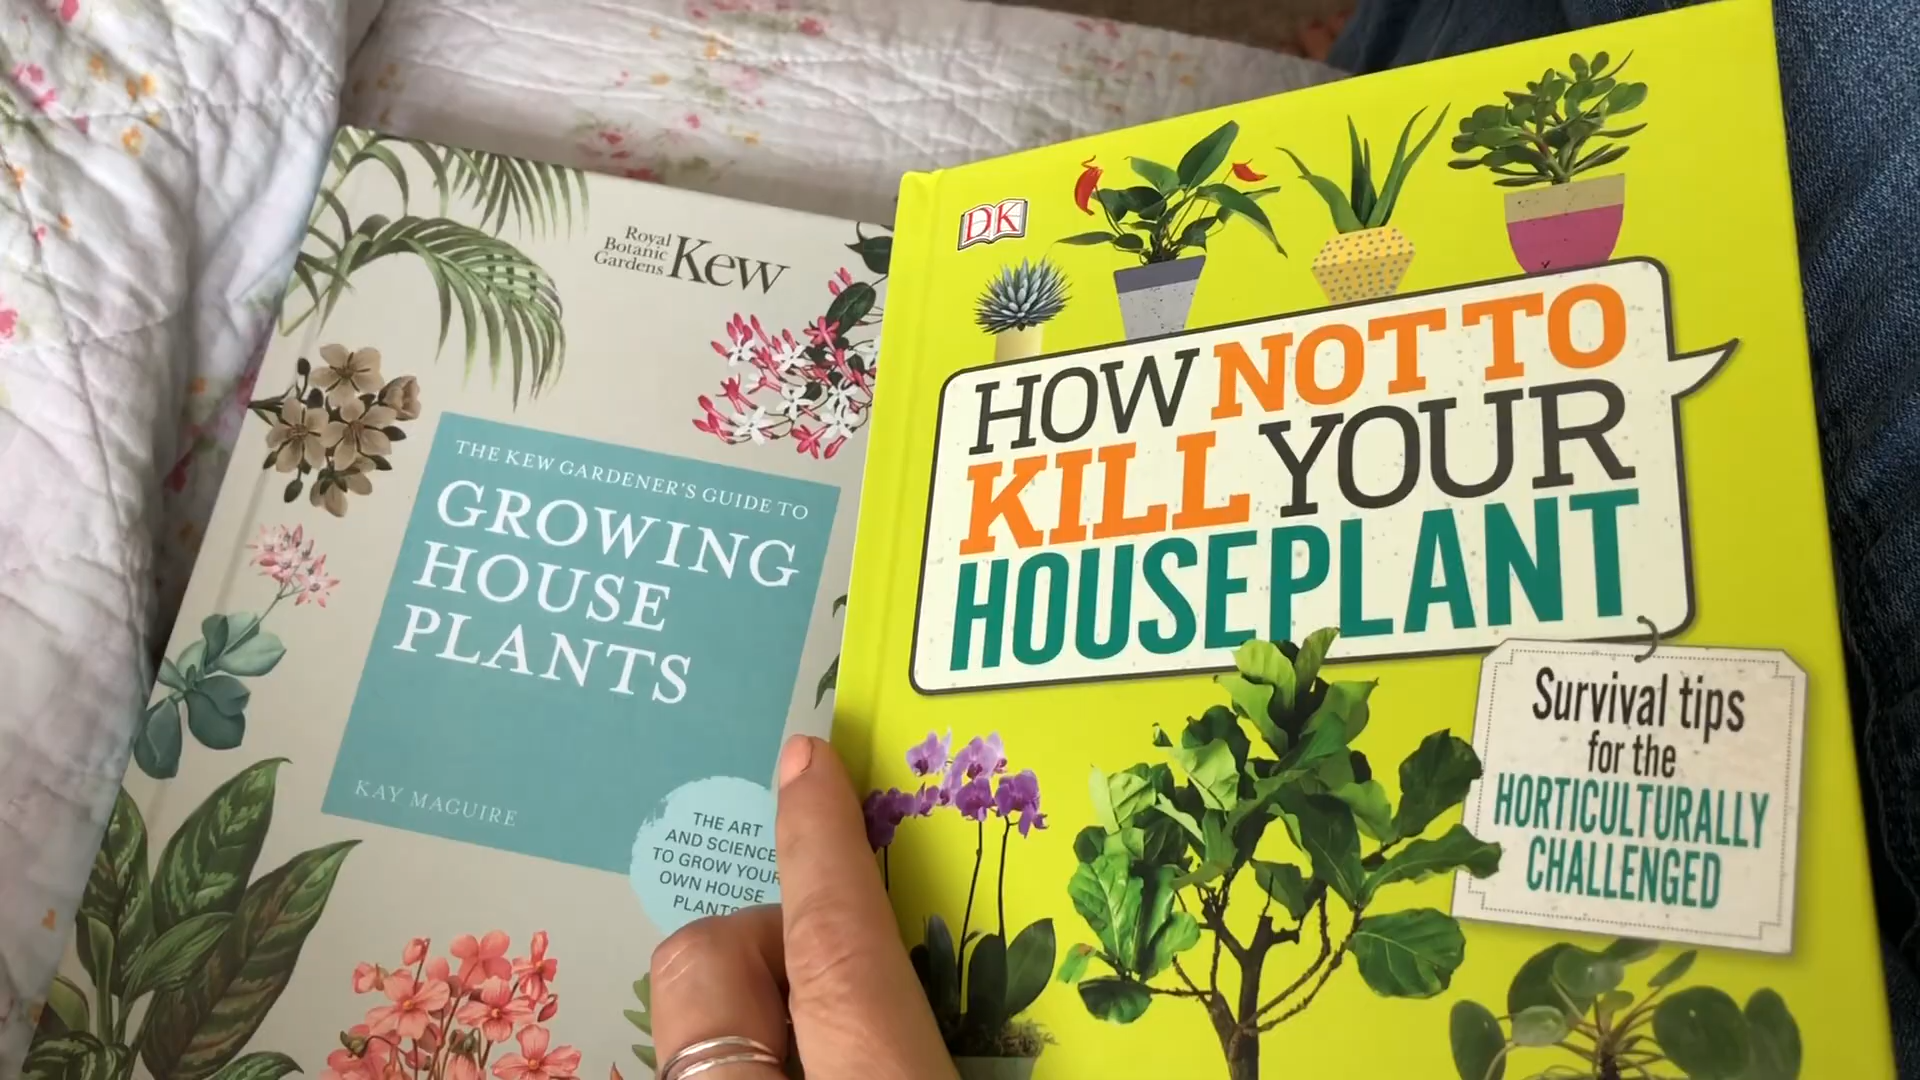 Royal
Botanic
Gardens
Kew
THE KEW GARDENER'S GUIDE TO
GROWING
HOUSE
PLANTS
KAY MAGUIRE
THE ART
AND SCIENCE
TO GROW YOUR
OWN HOUSE
PLANTS
DK
HOW NOT TO
KILL YOUR
HOUSEPLANT
Survival tips
for the
HORTICULTURALLY
CHALLENGED